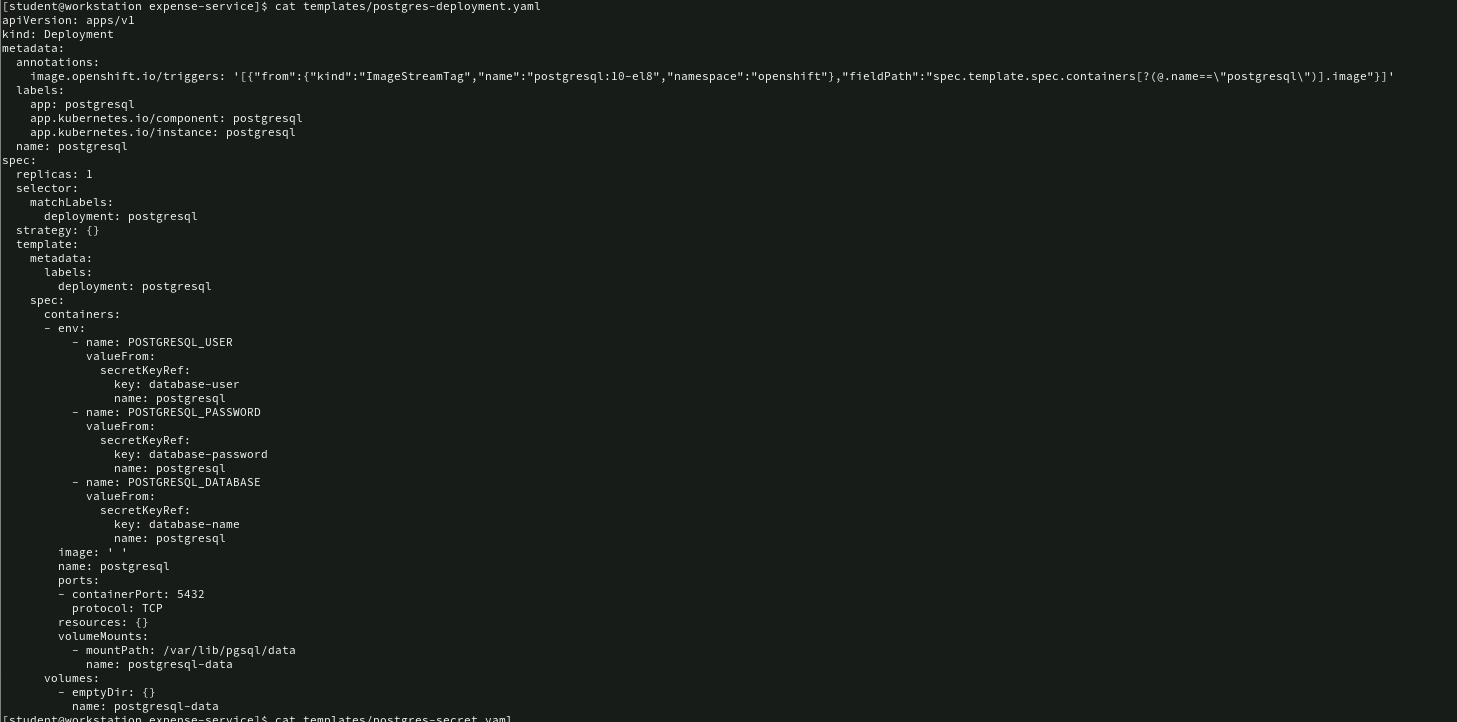 [student@workstation expense-service]$ cat templates/postgres-deployment.yaml
apiVersion: apps/v1
kind: Deployment
metadata:
  annotations:
    image.openshift.io/triggers: '[{"from":{"kind":"ImageStreamTag","name":"postgresql:10-el8","namespace":"openshift"},"fieldPath":"spec.template.spec.containers[?(@.name==\"postgresql\")].image"}]'
  labels:
    app: postgresql
    app.kubernetes.io/component: postgresql
    app.kubernetes.io/instance: postgresql
  name: postgresql
spec:
  replicas: 1
  selector:
    matchLabels:
      deployment: postgresql
  strategy: {}
  template:
    metadata:
      labels:
        deployment: postgresql
    spec:
      containers:
      - env:
          - name: POSTGRESQL_USER
            valueFrom:
              secretKeyRef:
                key: database-user
                name: postgresql
          - name: POSTGRESQL_PASSWORD
            valueFrom:
              secretKeyRef:
                key: database-password
                name: postgresql
          - name: POSTGRESQL_DATABASE
            valueFrom:
              secretKeyRef:
                key: database-name
                name: postgresql
        image: ' '
        name: postgresql
        ports:
        - containerPort: 5432
          protocol: TCP
        resources: {}
        volumeMounts:
          - mountPath: /var/lib/pgsql/data
            name: postgresql-data
      volumes:
        - emptyDir: {}
          name: postgresql-data
[student@workstation expense-service]$ cat templates/postgres-secret.yaml